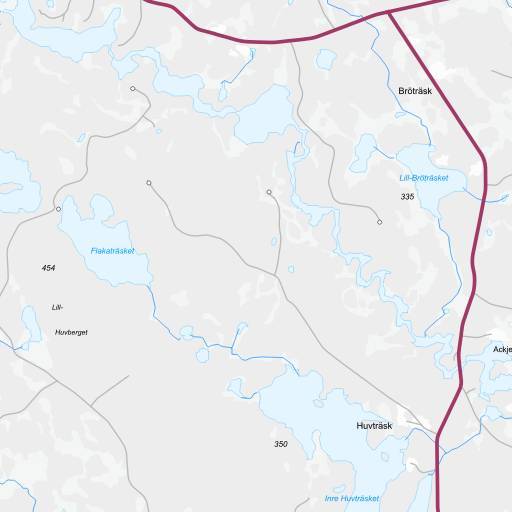 Bröträsk
Lill-Bröträsket
335
Flakaträsket
454
Lill-
Huvberget
Ackje
Huvträsk
350
Inre Huvträsket